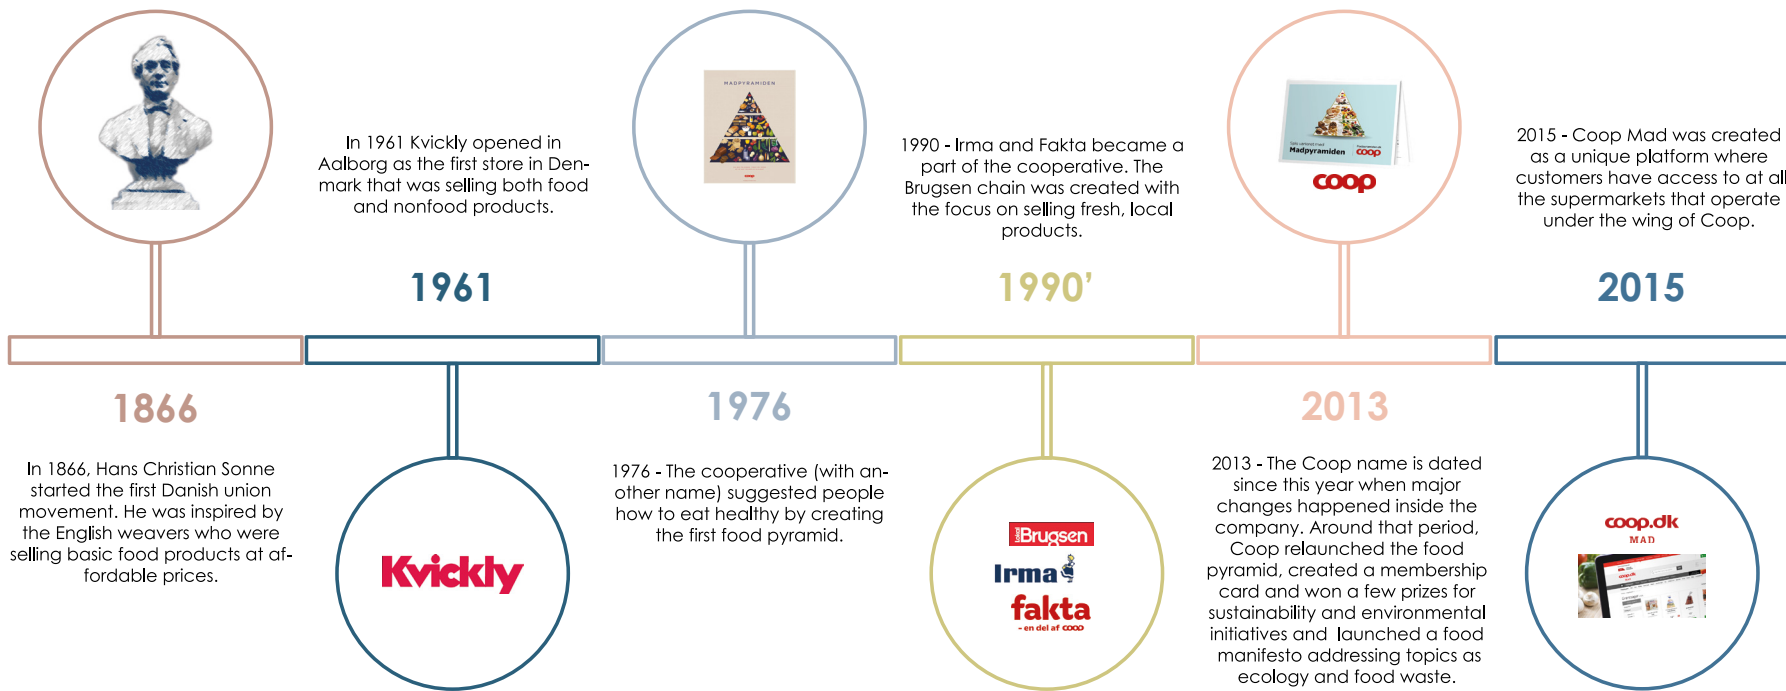 1866
In 1866, Hans Christian Sonne
started the first Danish union
movement. He was inspired by
the English weavers who were
selling basic food products at af-
fordable prices.
In 1961 Kvickly opened in
Aalborg as the first store in Den-
mark that was selling both food
and nonfood products.
1961
Kvickly
MADPYRAMIDEN
coop
1976
1976 - The cooperative (with an-
other name) suggested people
how to eat healthy by creating
the first food pyramid.
1990 - Irma and Fakta became a
part of the cooperative. The
Brugsen chain was created with
the focus on selling fresh, local
products.
1990'
Lokal Brugsen
Irma
fakta
- en del af coop
Madpyramiden
coop
coop
2013
2013 - The Coop name is dated
since this year when major
changes happened inside the
company. Around that period,
Coop relaunched the food
pyramid, created a membership
card and won a few prizes for
sustainability and environmental
initiatives and launched a food
manifesto addressing topics as
ecology and food waste.
2015 - Coop Mad was created
as a unique platform where
customers have access to at all
the supermarkets that operate
under the wing of Coop.
2015
coop.dk
MAD
coop.dk